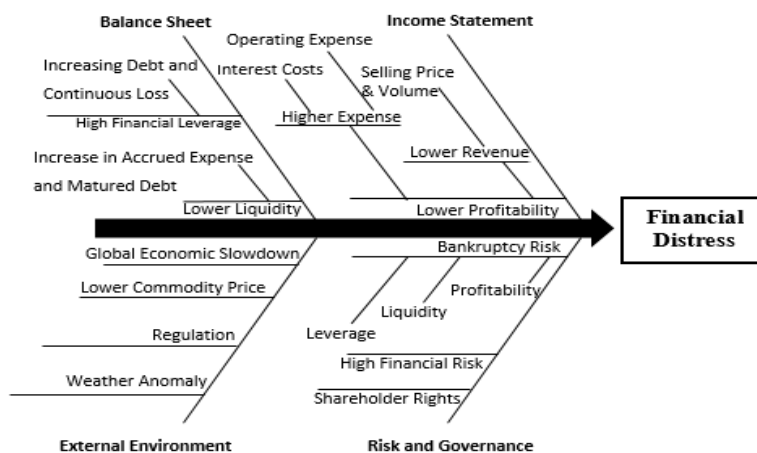 Balance Sheet
Income Statement
Operating Expense
Increasing Debt and
Continuous Loss
Interest Costs
Selling Price
& Volume
High Financial Leverage
Higher Expense
Increase in Accrued Expense
and Matured Debt
Lower Revenue
Lower Liquidity
Lower Profitability
Financial
Distress
Global Economic Slowdown
Bankruptcy Risk
Lower Commodity Price
Profitability
Liquidity
Regulation
Leverage
High Financial Risk
Weather Anomaly
Shareholder Rights
External Environment
Risk and Governance